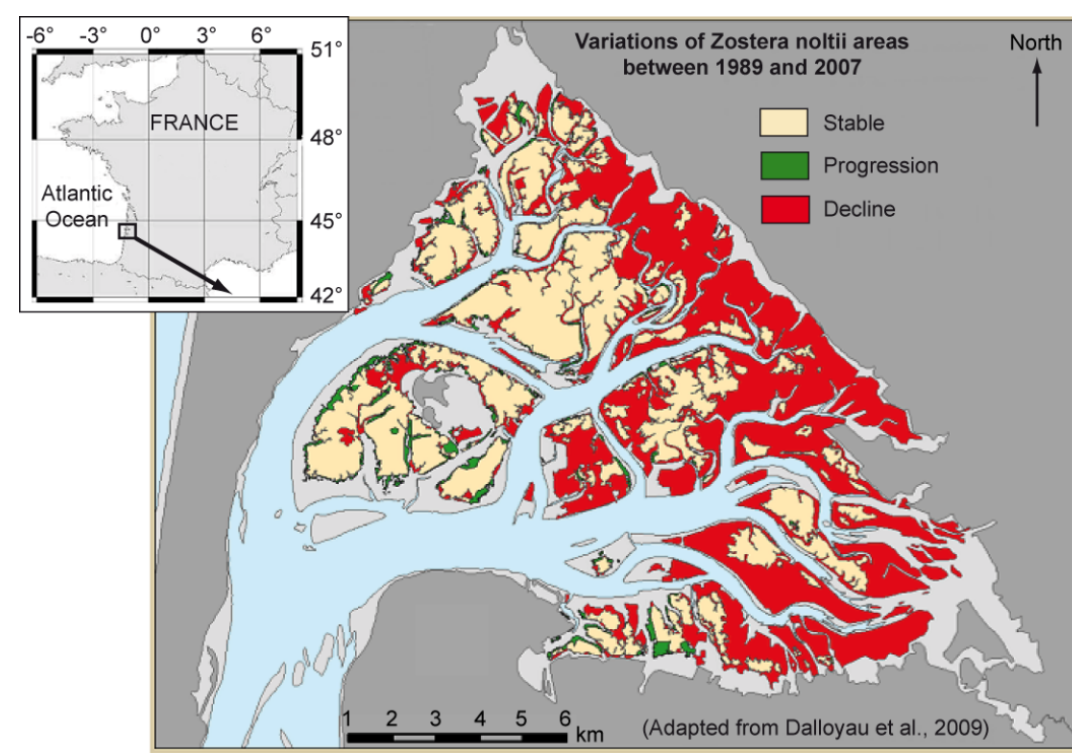 -6° -3° 0° 3° 6°
51°
FRANCE
48°
Atlantic
Ocean
45°
42°
Variations of Zostera noltii areas
between 1989 and 2007
North
Stable
Progression
Decline
1 2 3 4 5 6
km
(Adapted from Dalloyau et al., 2009)